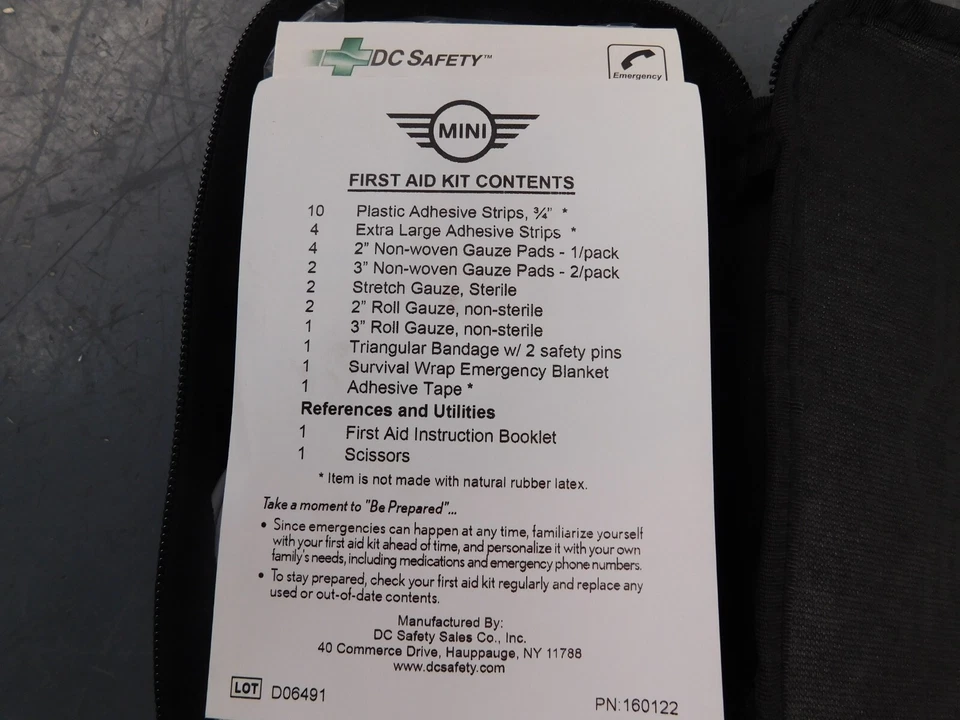 DC SAFETY™
Emergency
MINI
FIRST AID KIT CONTENTS
10 Plastic Adhesive Strips, ¾" *
4 Extra Large Adhesive Strips *
4 2" Non-woven Gauze Pads - 1/pack
2 3" Non-woven Gauze Pads - 2/pack
2 Stretch Gauze, Sterile
2 2" Roll Gauze, non-sterile
1 3" Roll Gauze, non-sterile
1 Triangular Bandage w/ 2 safety pins
1 Survival Wrap Emergency Blanket
1 Adhesive Tape *
References and Utilities
1 First Aid Instruction Booklet
1 Scissors
* Item is not made with natural rubber latex.
Take a moment to "Be Prepared"...
• Since emergencies can happen at any time, familiarize yourself
with your first aid kit ahead of time, and personalize it with your own
family's needs, including medications and emergency phone numbers.
• To stay prepared, check your first aid kit regularly and replace any
used or out-of-date contents.
Manufactured By:
DC Safety Sales Co., Inc.
40 Commerce Drive, Hauppauge, NY 11788
www.dcsafety.com
LOT D06491
PN:160122